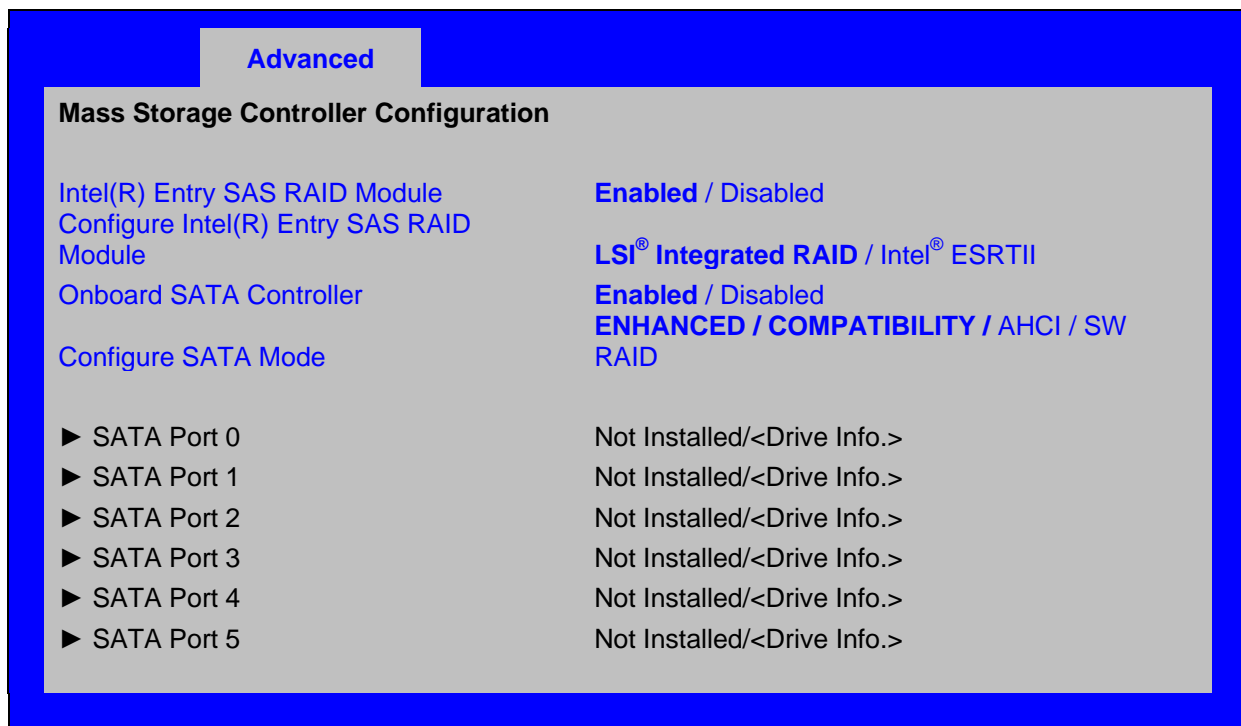 Advanced
Mass Storage Controller Configuration
Intel(R) Entry SAS RAID Module Enabled / Disabled
Configure Intel(R) Entry SAS RAID
Module LSI® Integrated RAID / Intel® ESRTII
Onboard SATA Controller Enabled / Disabled
ENHANCED / COMPATIBILITY / AHCI / SW
Configure SATA Mode RAID
► SATA Port 0 Not Installed/<Drive Info.>
► SATA Port 1 Not Installed/<Drive Info.>
► SATA Port 2 Not Installed/<Drive Info.>
► SATA Port 3 Not Installed/<Drive Info.>
► SATA Port 4 Not Installed/<Drive Info.>
► SATA Port 5 Not Installed/<Drive Info.>